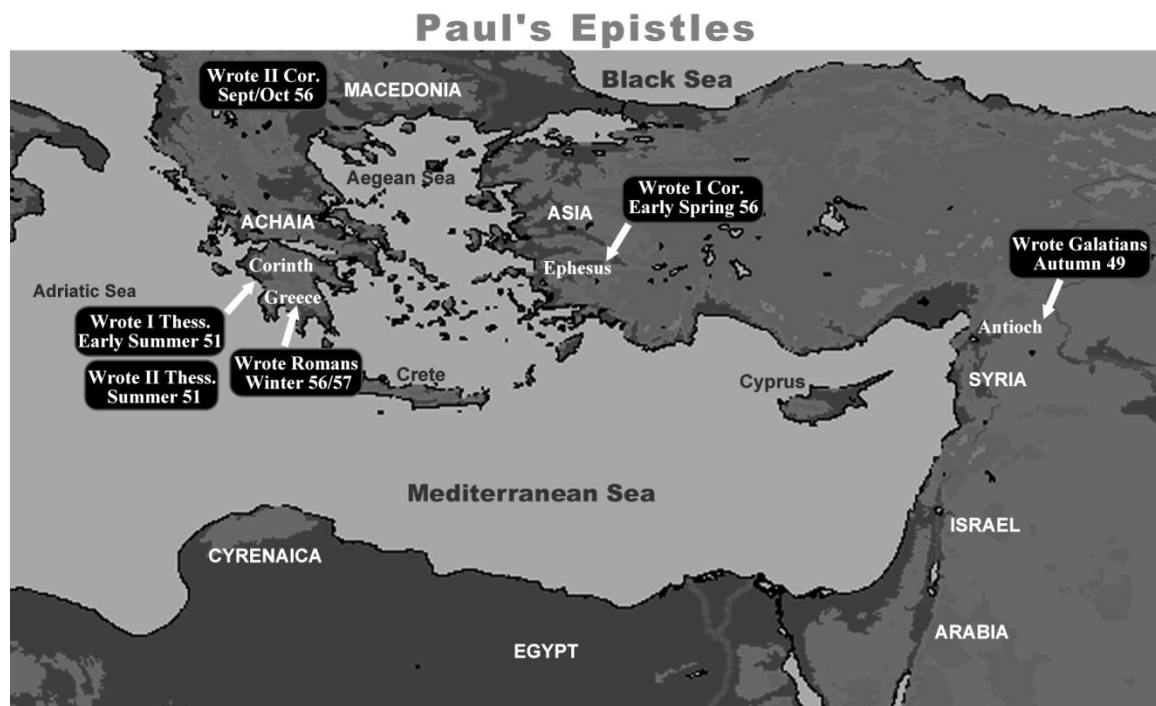 Paul's Epistles
Wrote II Cor.
Sept/Oct 56
MACEDONIA
Black Sea
Aegean Sea
ASIA
Wrote I Cor.
Early Spring 56
ACHAIA
Ephesus
Wrote Galatians
Autumn 49
Corinth
Adriatic Sea
Greece
Antioch
Wrote I Thess.
Early Summer 51
Wrote II Thess.
Summer 51
Wrote Romans
Winter 56/57
Crete
Cyprus
SYRIA
Mediterranean Sea
ISRAEL
CYRENAICA
ARABIA
EGYPT